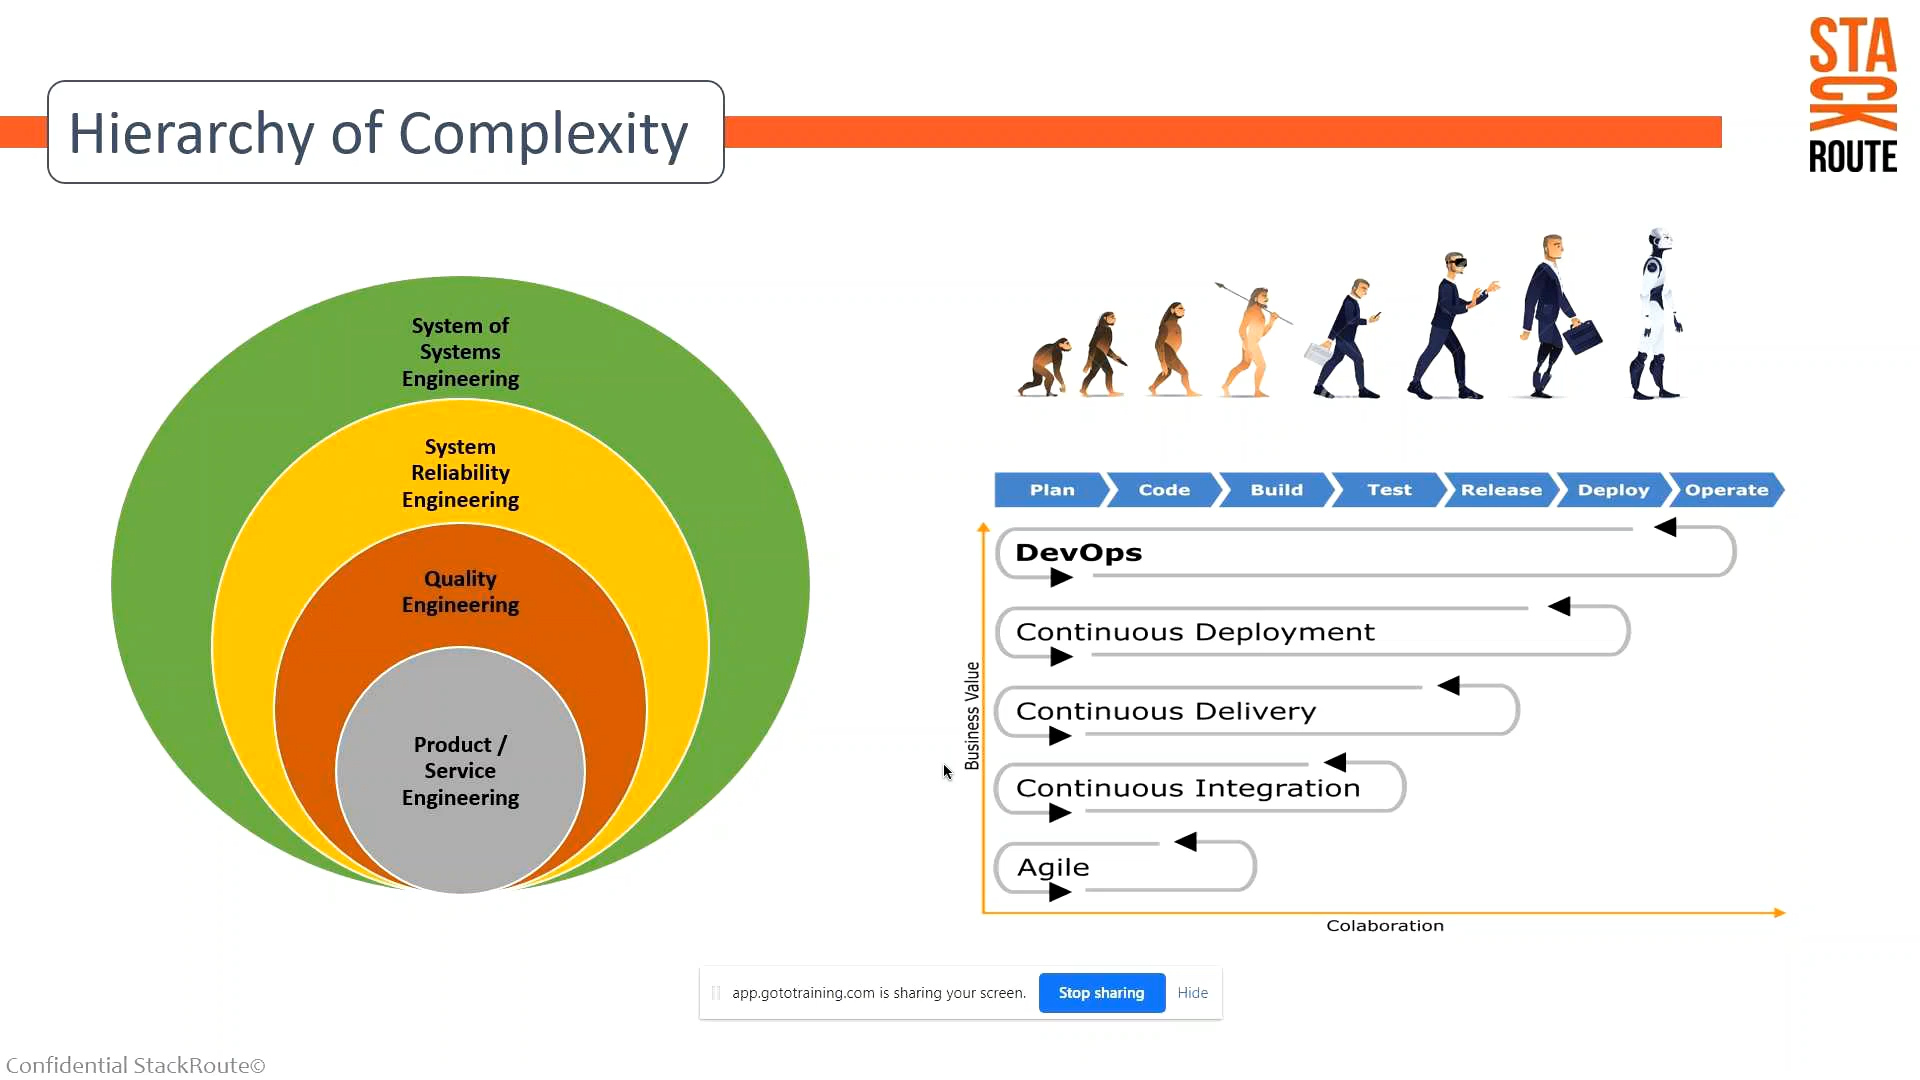 STA
CK
ROUTE
Hierarchy of Complexity
System of
Systems
Engineering
System
Reliability
Engineering
Quality
Engineering
Product /
Service
Engineering
Plan
Code
Build
Test
Release
Deploy
Operate
DevOps
Continuous Deployment
Continuous Delivery
Continuous Integration
Agile
Business Value
Colaboration
app.gototraining.com is sharing your screen.
Stop sharing
Hide
Confidential StackRoute©